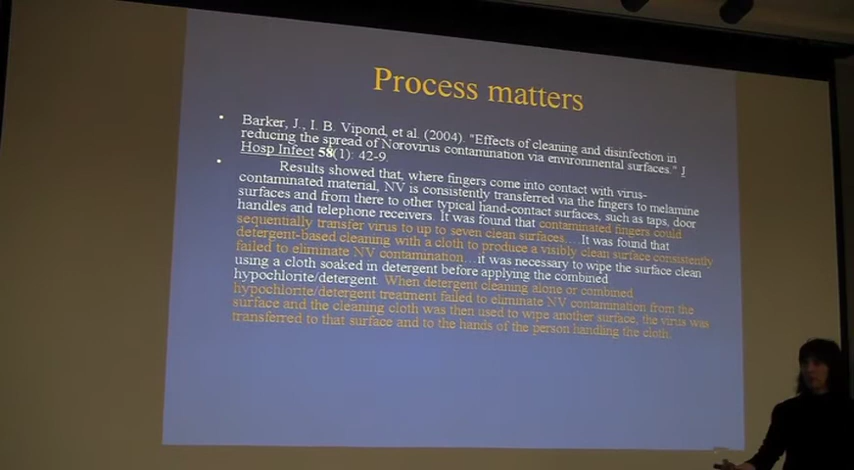 Process matters
• Barker, J., I. B. Vipond, et al. (2004). "Effects of cleaning and disinfection in
reducing the spread of Norovirus contamination via environmental surfaces." J
Hosp Infect 58(1): 42-9.
• Results showed that, where fingers come into contact with virus-
contaminated material, NV is consistently transferred via the fingers to melamine
surfaces and from there to other typical hand-contact surfaces, such as taps, door
handles and telephone receivers. It was found that contaminated fingers could
sequentially transfer virus to up to seven clean surfaces....It was found that
detergent-based cleaning with a cloth to produce a visibly clean surface consistently
failed to eliminate NV contamination...it was necessary to wipe the surface clean
using a cloth soaked in detergent before applying the combined
hypochlorite/detergent. When detergent cleaning alone or combined
hypochlorite/detergent treatment failed to eliminate NV contamination from the
surface and the cleaning cloth was then used to wipe another surface, the virus was
transferred to that surface and to the hands of the person handling the cloth.